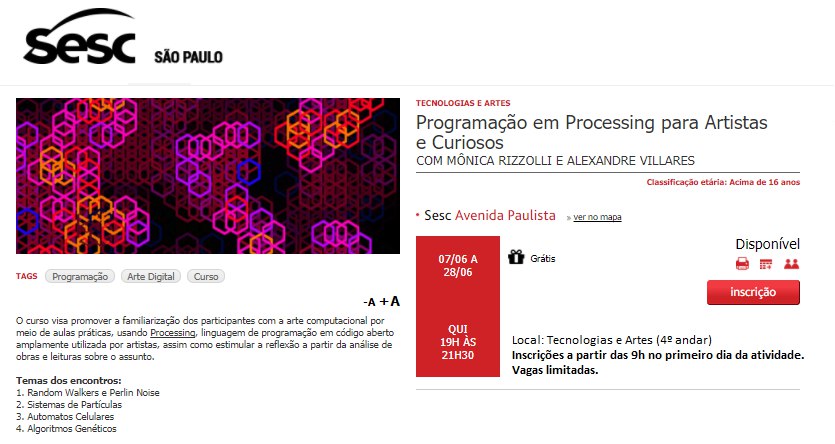 Sesc SÃO PAULO
TECNOLOGIAS E ARTES
Programação em Processing para Artistas
e Curiosos
COM MÔNICA RIZZOLLI E ALEXANDRE VILLARES
Classificação etária: Acima de 16 anos
• Sesc Avenida Paulista » ver no mapa
07/06 A
28/06
QUI
19H ÀS
21H30
Grátis
Disponível
inscrição
Local: Tecnologias e Artes (4º andar)
Inscrições a partir das 9h no primeiro dia da atividade.
Vagas limitadas.
TAGS Programação Arte Digital Curso
-A +A
O curso visa promover a familiarização dos participantes com a arte computacional por
meio de aulas práticas, usando Processing, linguagem de programação em código aberto
amplamente utilizada por artistas, assim como estimular a reflexão a partir da análise de
obras e leituras sobre o assunto.
Temas dos encontros:
1. Random Walkers e Perlin Noise
2. Sistemas de Partículas
3. Automatos Celulares
4. Algoritmos Genéticos